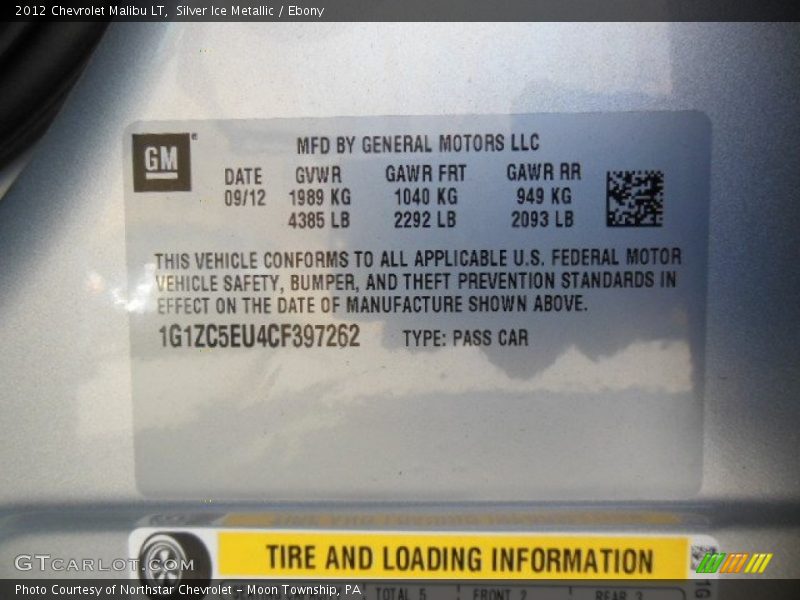 2012 Chevrolet Malibu LT, Silver Ice Metallic / Ebony
GM ®
MFD BY GENERAL MOTORS LLC
DATE GVWR GAWR FRT GAWR RR
09/12 1989 KG 1040 KG 949 KG
4385 LB 2292 LB 2093 LB
THIS VEHICLE CONFORMS TO ALL APPLICABLE U.S. FEDERAL MOTOR
VEHICLE SAFETY, BUMPER, AND THEFT PREVENTION STANDARDS IN
EFFECT ON THE DATE OF MANUFACTURE SHOWN ABOVE.
1G1ZC5EU4CF397262 TYPE: PASS CAR
TIRE AND LOADING INFORMATION
GTCARLOT.COM
TOTAL 5 FRONT 2 REAR 3
Photo Courtesy of Northstar Chevrolet - Moon Township, PA